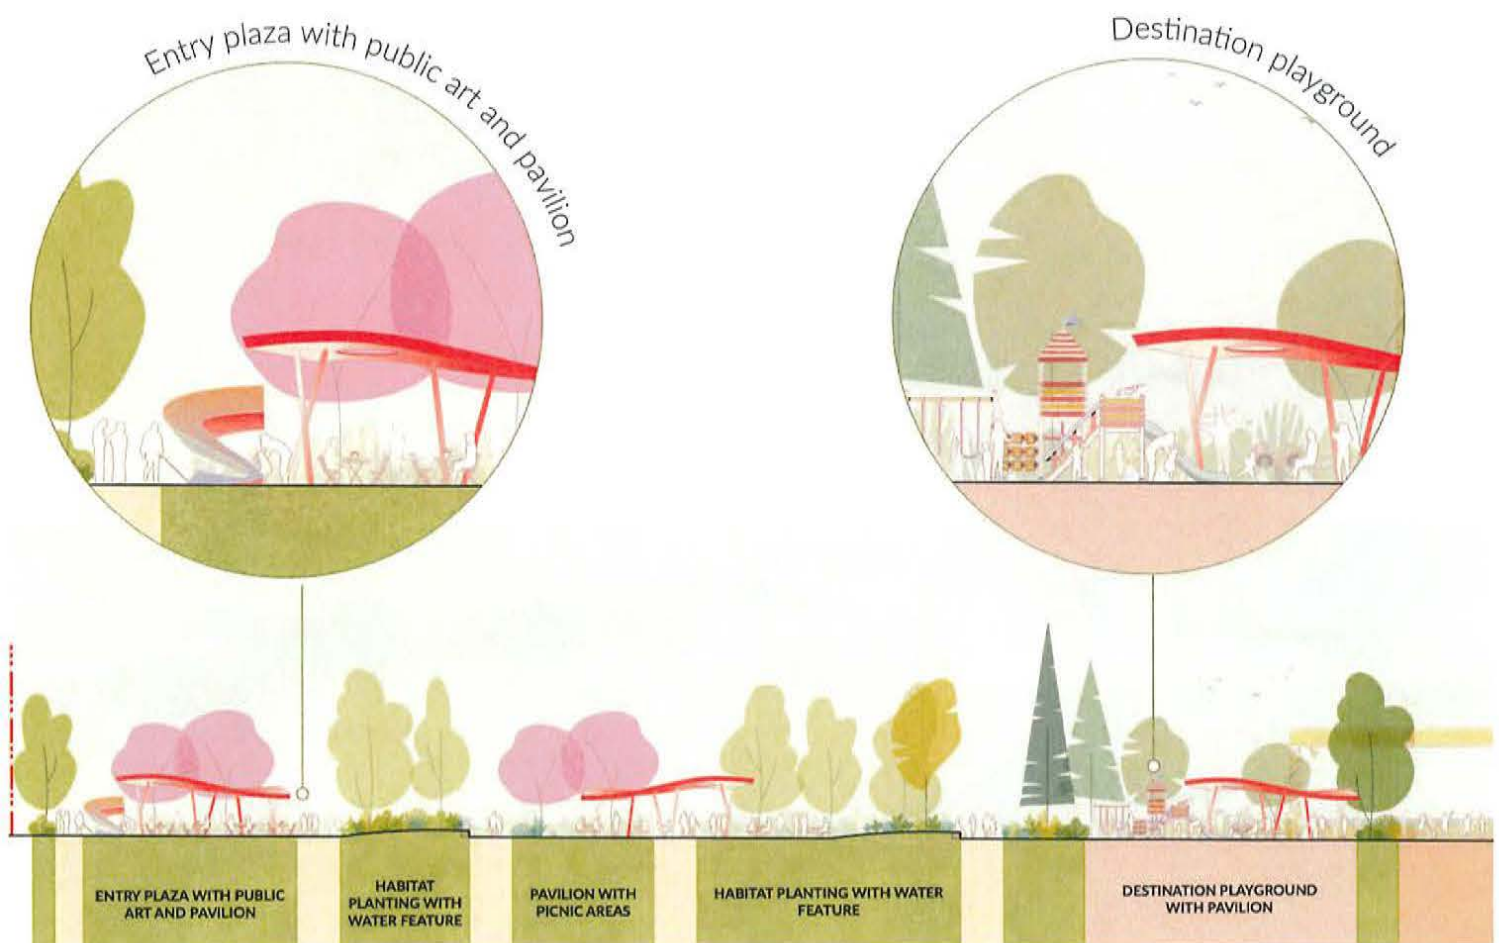 Entry plaza with public art and pavilion
Destination playground
ENTRY PLAZA WITH PUBLIC
ART AND PAVILION
HABITAT
PLANTING WITH
WATER FEATURE
PAVILION WITH
PICNIC AREAS
HABITAT PLANTING WITH WATER
FEATURE
DESTINATION PLAYGROUND
WITH PAVILION